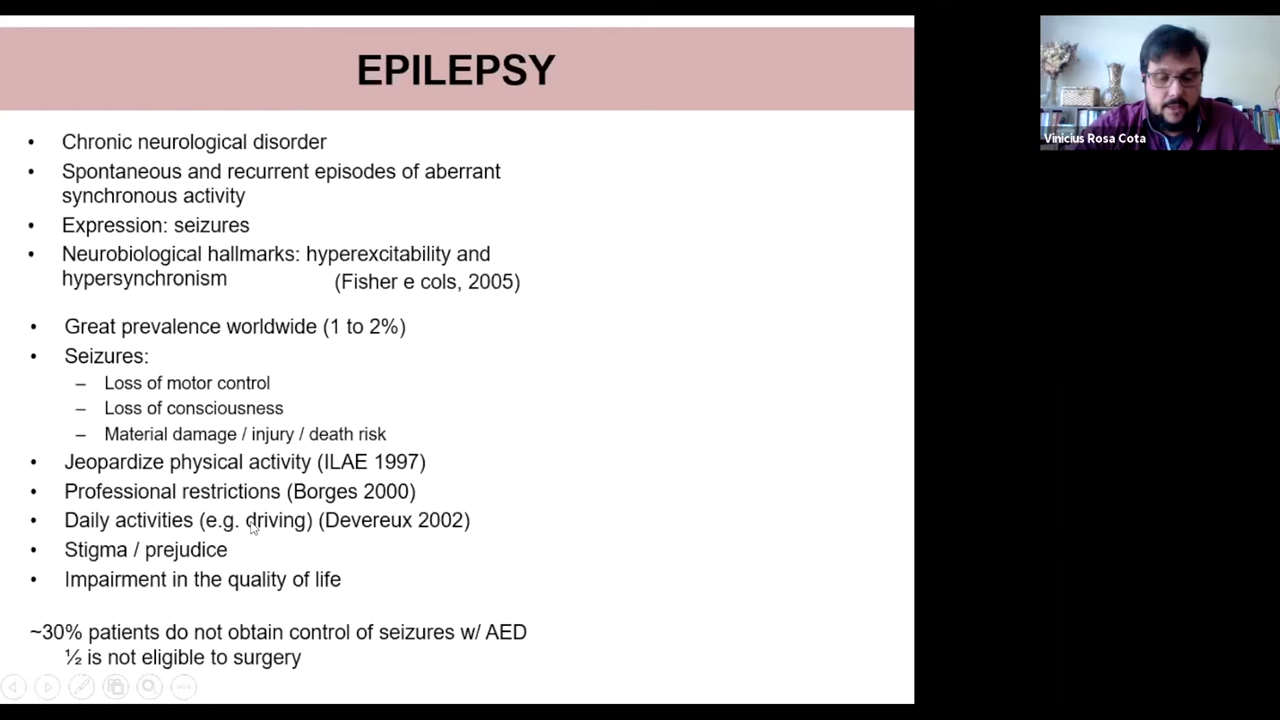 EPILEPSY
• Chronic neurological disorder
• Spontaneous and recurrent episodes of aberrant
synchronous activity
• Expression: seizures
• Neurobiological hallmarks: hyperexcitability and
hypersynchronism
(Fisher e cols, 2005)
• Great prevalence worldwide (1 to 2%)
• Seizures:
– Loss of motor control
– Loss of consciousness
– Material damage / injury / death risk
• Jeopardize physical activity (ILAE 1997)
• Professional restrictions (Borges 2000)
• Daily activities (e.g. driving) (Devereux 2002)
• Stigma / prejudice
• Impairment in the quality of life
~30% patients do not obtain control of seizures w/ AED
½ is not eligible to surgery
Vinicius Rosa Cota